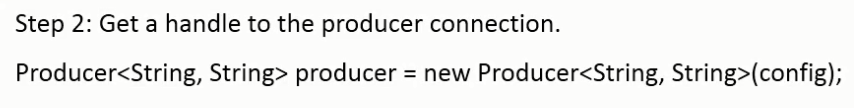 Step 2: Get a handle to the producer connection.
Producer<String, String> producer = new Producer<String, String>(config);